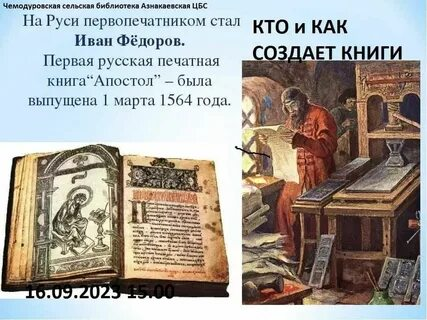 Чемодуровская сельская библиотека Азнакаевская ЦБС
На Руси первопечатником стал
Иван Фёдоров.
Первая русская печатная
книга“Апостол” – была
выпущена 1 марта 1564 года.
КТО и КАК
СОЗДАЕТ КНИГИ
16.09.2023 15.00